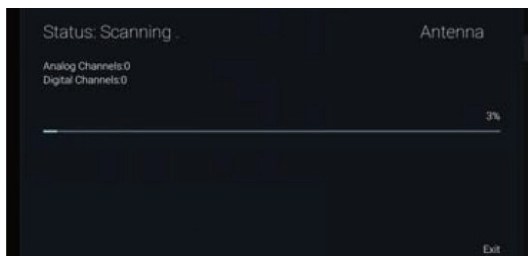 Status: Scanning .
Antenna
Analog Channels:0
Digital Channels:0
3%
Exit